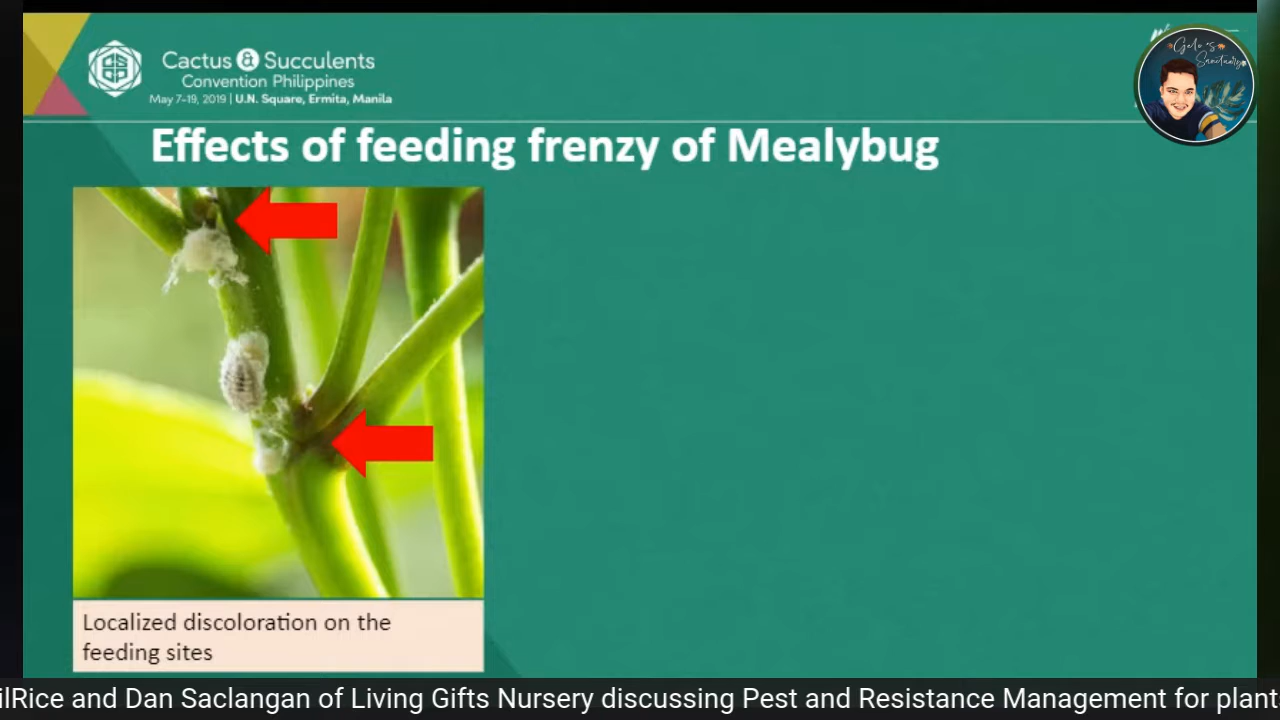 Cactus & Succulents
Convention Philippines
May 7-19, 2019 | U.N. Square, Ermita, Manila
Gelo's
Sanctuary
Effects of feeding frenzy of Mealybug
Localized discoloration on the
feeding sites
ilRice and Dan Saclangan of Living Gifts Nursery discussing Pest and Resistance Management for plant